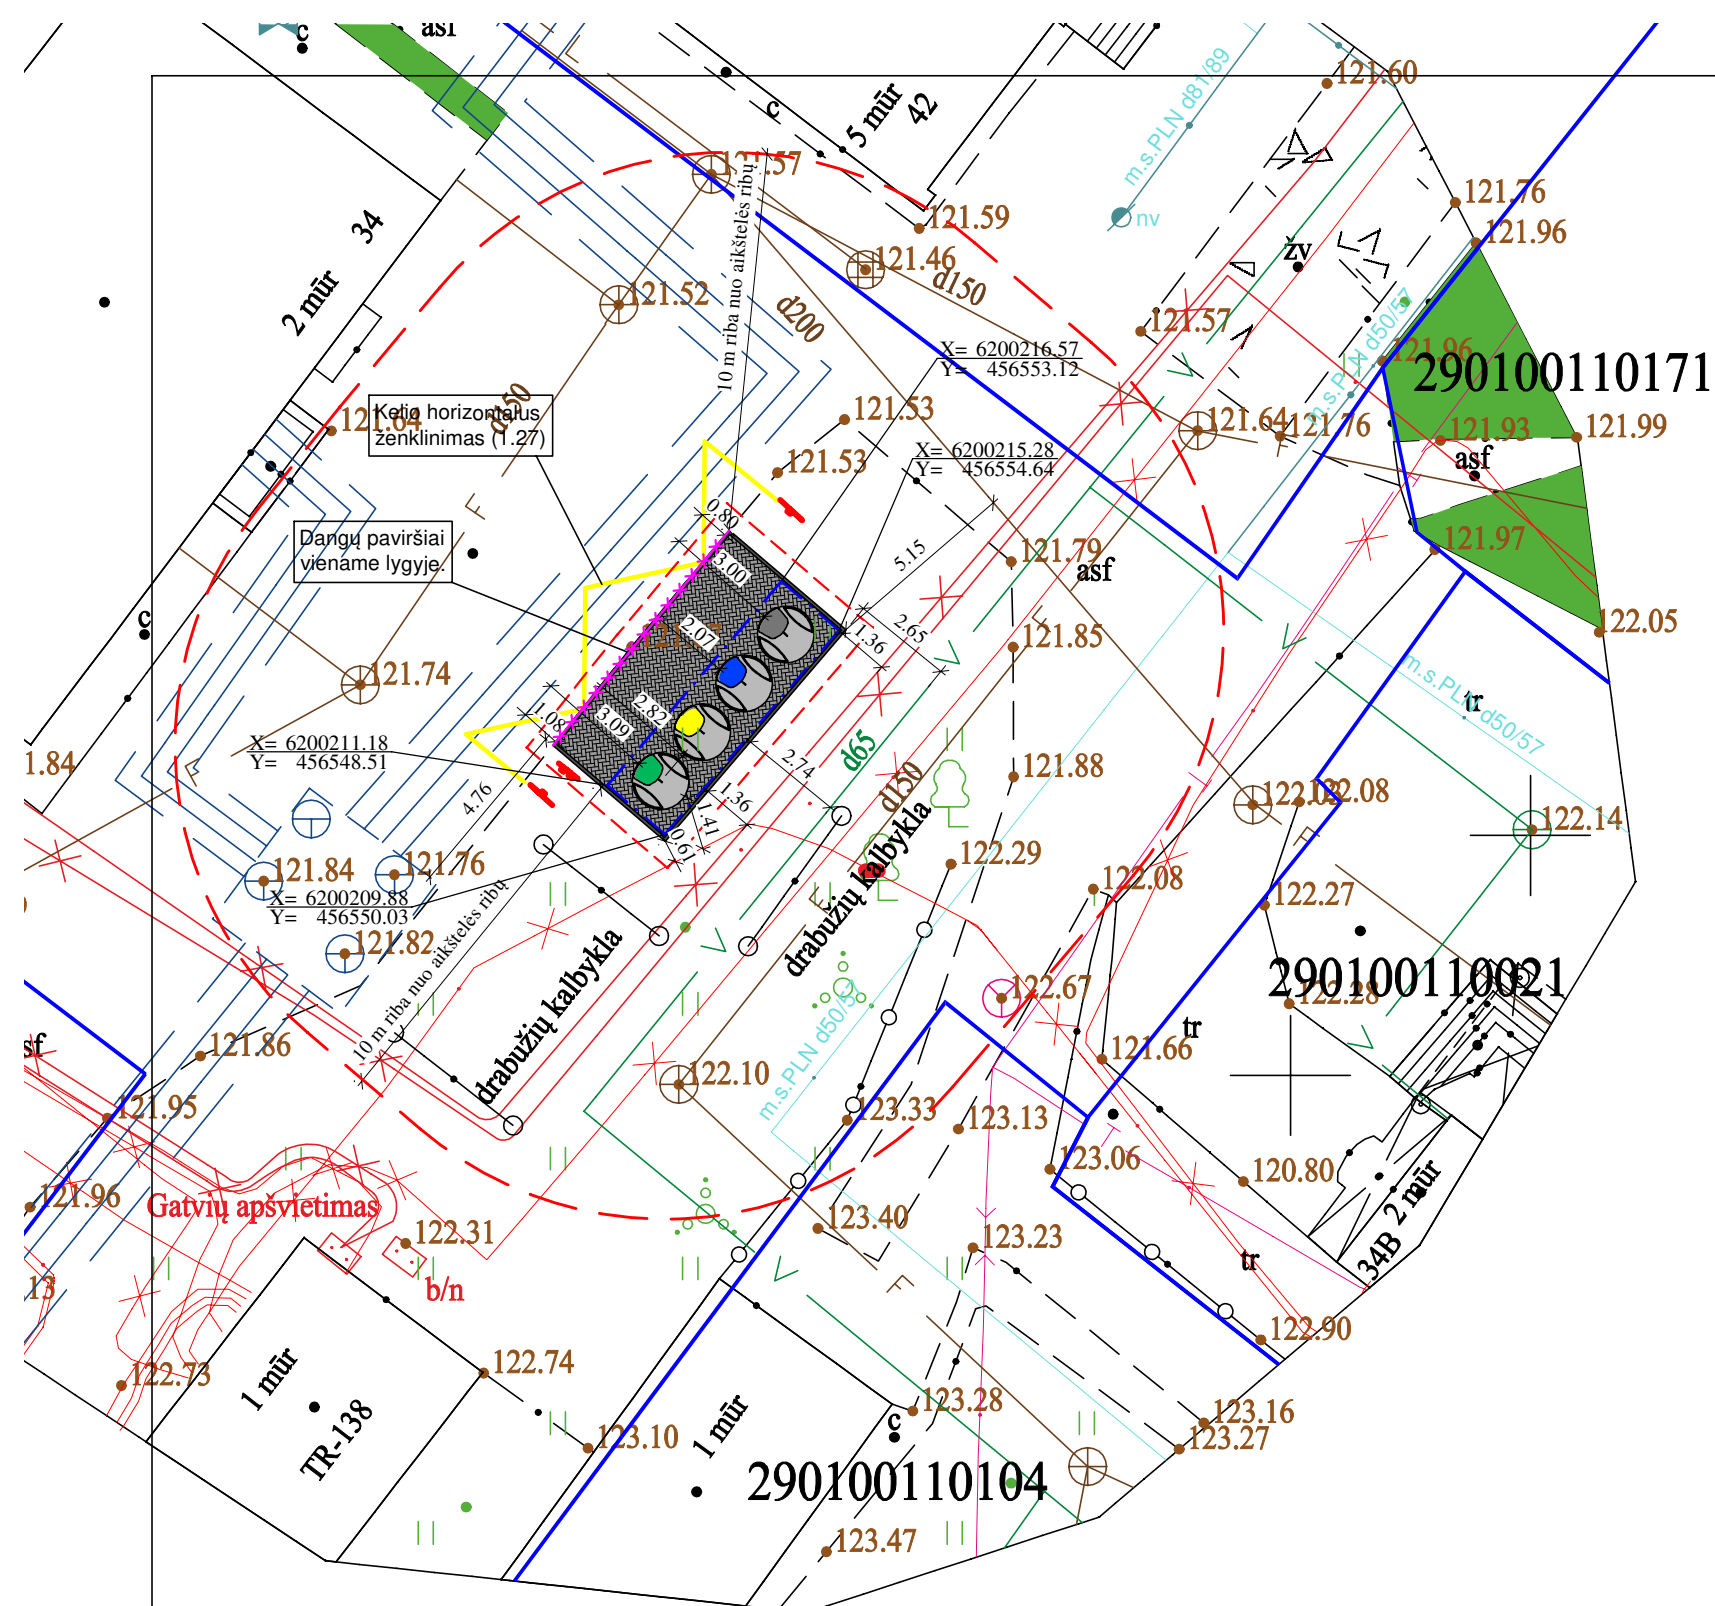 asf
c
121.60
m.s.PLN d81/89
5 mūr
42
c
121.57
10 m riba nuo aikštelės ribų
121.76
121.96
121.59
nv
34
žv
121.46
d150
121.52
d200
2 mūr
121.57
m.s.PLN d50/57
X= 6200216.57
Y= 456553.12
121.96
290100110171
d150
Kelio horizontalus
ženklinimas (1.27)
121.64
121.53
121.64
121.76
121.93
121.99
X= 6200215.28
Y= 456554.64
asf
121.53
F
0.80
Dangų paviršiai
viename lygyje.
5.15
121.79
asf
121.97
3.00
c
2.07
1.36
2.65
121.85
122.05
121.74
m.s.PLN d50/57
tr
2.82
3.09
1.08
X= 6200211.18
Y= 456548.51
d65
1.84
F
2.74
121.88
d150
4.76
1.36
1.41
0.61
122.08
122.14
F
drabužių kalbykla
122.29
121.84
121.76
122.08
122.27
X= 6200209.88
Y= 456550.03
F
121.82
drabužių kalbykla
10 m riba nuo aikštelės ribų
m.s.PLN d50/57
122.67
290100110021
122.28
tr
sf
121.86
121.66
122.10
121.95
123.33
123.13
123.06
120.80
121.96
Gatvių apšvietimas
122.31
123.40
123.23
2 mūr
34B
tr
13
b/n
F
122.90
122.73
1 mūr
122.74
TR-138
123.28
c
123.16
123.27
123.10
1 mūr
290100110104
123.47